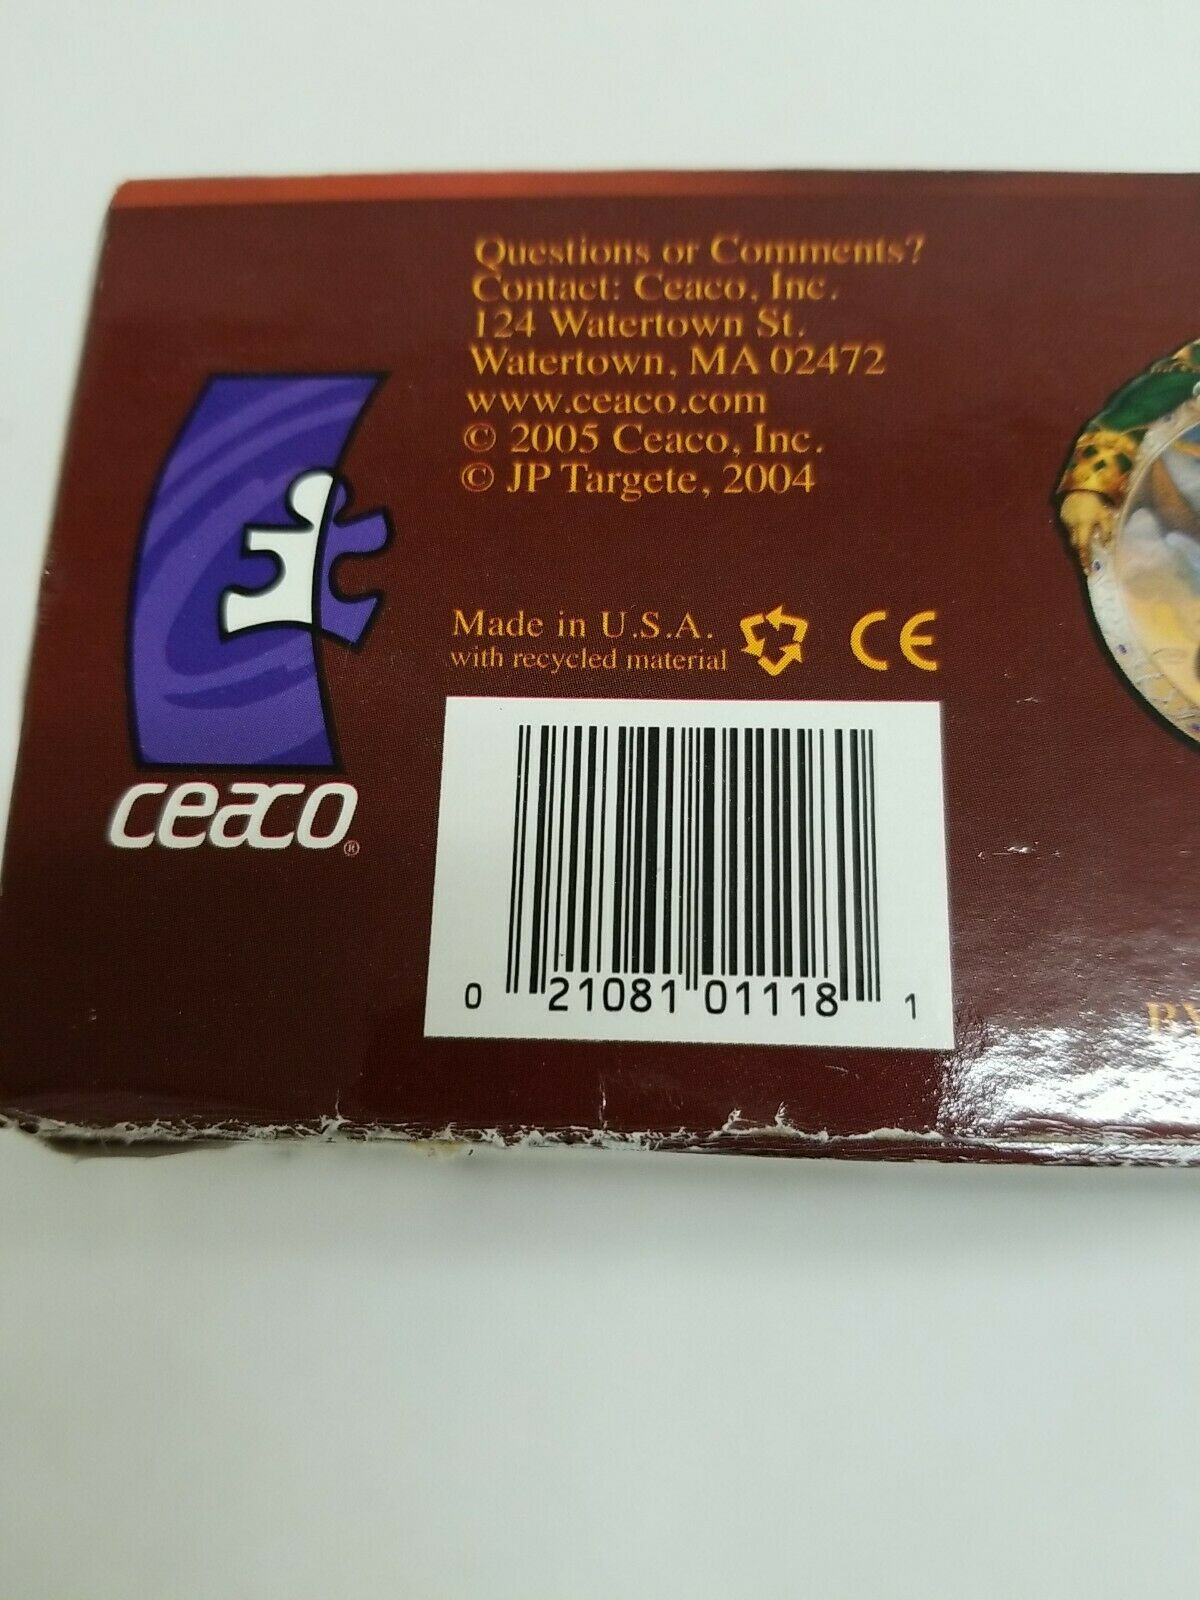 Questions or Comments?
Contact: Ceaco, Inc.
124 Watertown St.
Watertown, MA 02472
www.ceaco.com
© 2005 Ceaco, Inc.
© JP Targete, 2004
Made in U.S.A.
with recycled material
CE
ceaco®
0 21081 01118 1